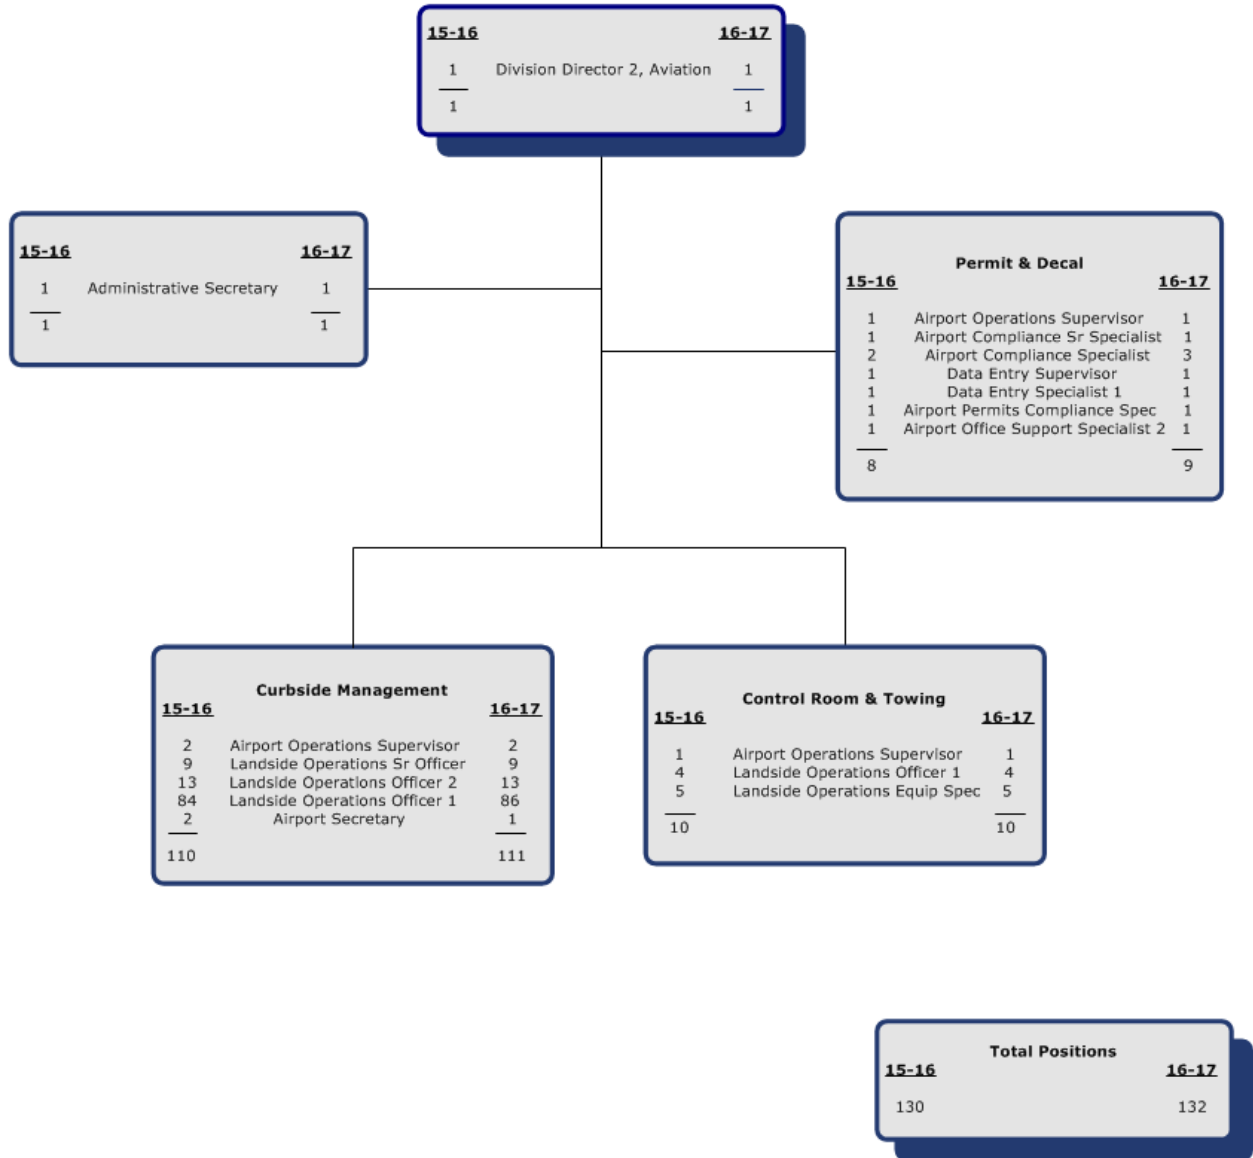 15-16 16-17
1 Division Director 2, Aviation 1
1 1
15-16 16-17
1 Administrative Secretary 1
1 1
Permit & Decal
15-16 16-17
1 Airport Operations Supervisor 1
1 Airport Compliance Sr Specialist 1
2 Airport Compliance Specialist 3
1 Data Entry Supervisor 1
1 Data Entry Specialist 1 1
1 Airport Permits Compliance Spec 1
1 Airport Office Support Specialist 2 1
8 9
Curbside Management
15-16 16-17
2 Airport Operations Supervisor 2
9 Landside Operations Sr Officer 9
13 Landside Operations Officer 2 13
84 Landside Operations Officer 1 86
2 Airport Secretary 1
110 111
Control Room & Towing
15-16 16-17
1 Airport Operations Supervisor 1
4 Landside Operations Officer 1 4
5 Landside Operations Equip Spec 5
10 10
Total Positions
15-16 16-17
130 132